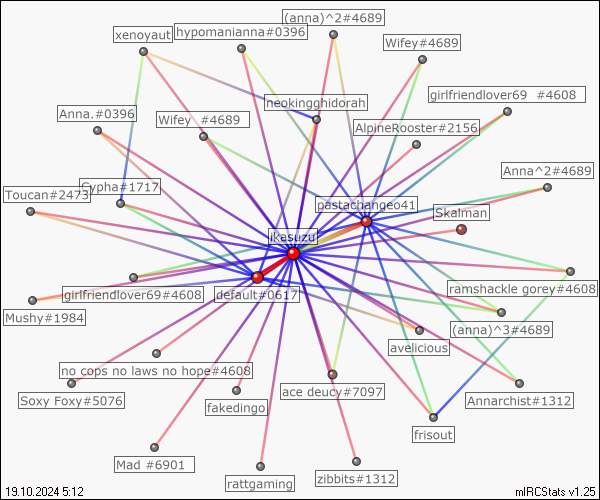 (anna)^2#4689
hypomanianna#0396
xenoyaut
Wifey#4689
girlfriendlover69  #4608
neokingghidorah
Anna.#0396
Wifey  #4689
AlpineRooster#2156
Anna^2#4689
Toucan#2473
Cypha#1717
pastachangeo41
Skalman
ikasuzu
ramshackle gorey#4608
girlfriendlover69#4608
default#0617
Mushy#1984
(anna)^3#4689
avelicious
no cops no laws no hope#4608
ace deucy#7097
Soxy Foxy#5076
Annarchist#1312
fakedingo
frisout
Mad #6901
rattgaming
zibbits#1312
19.10.2024 5:12
mIRCStats v1.25